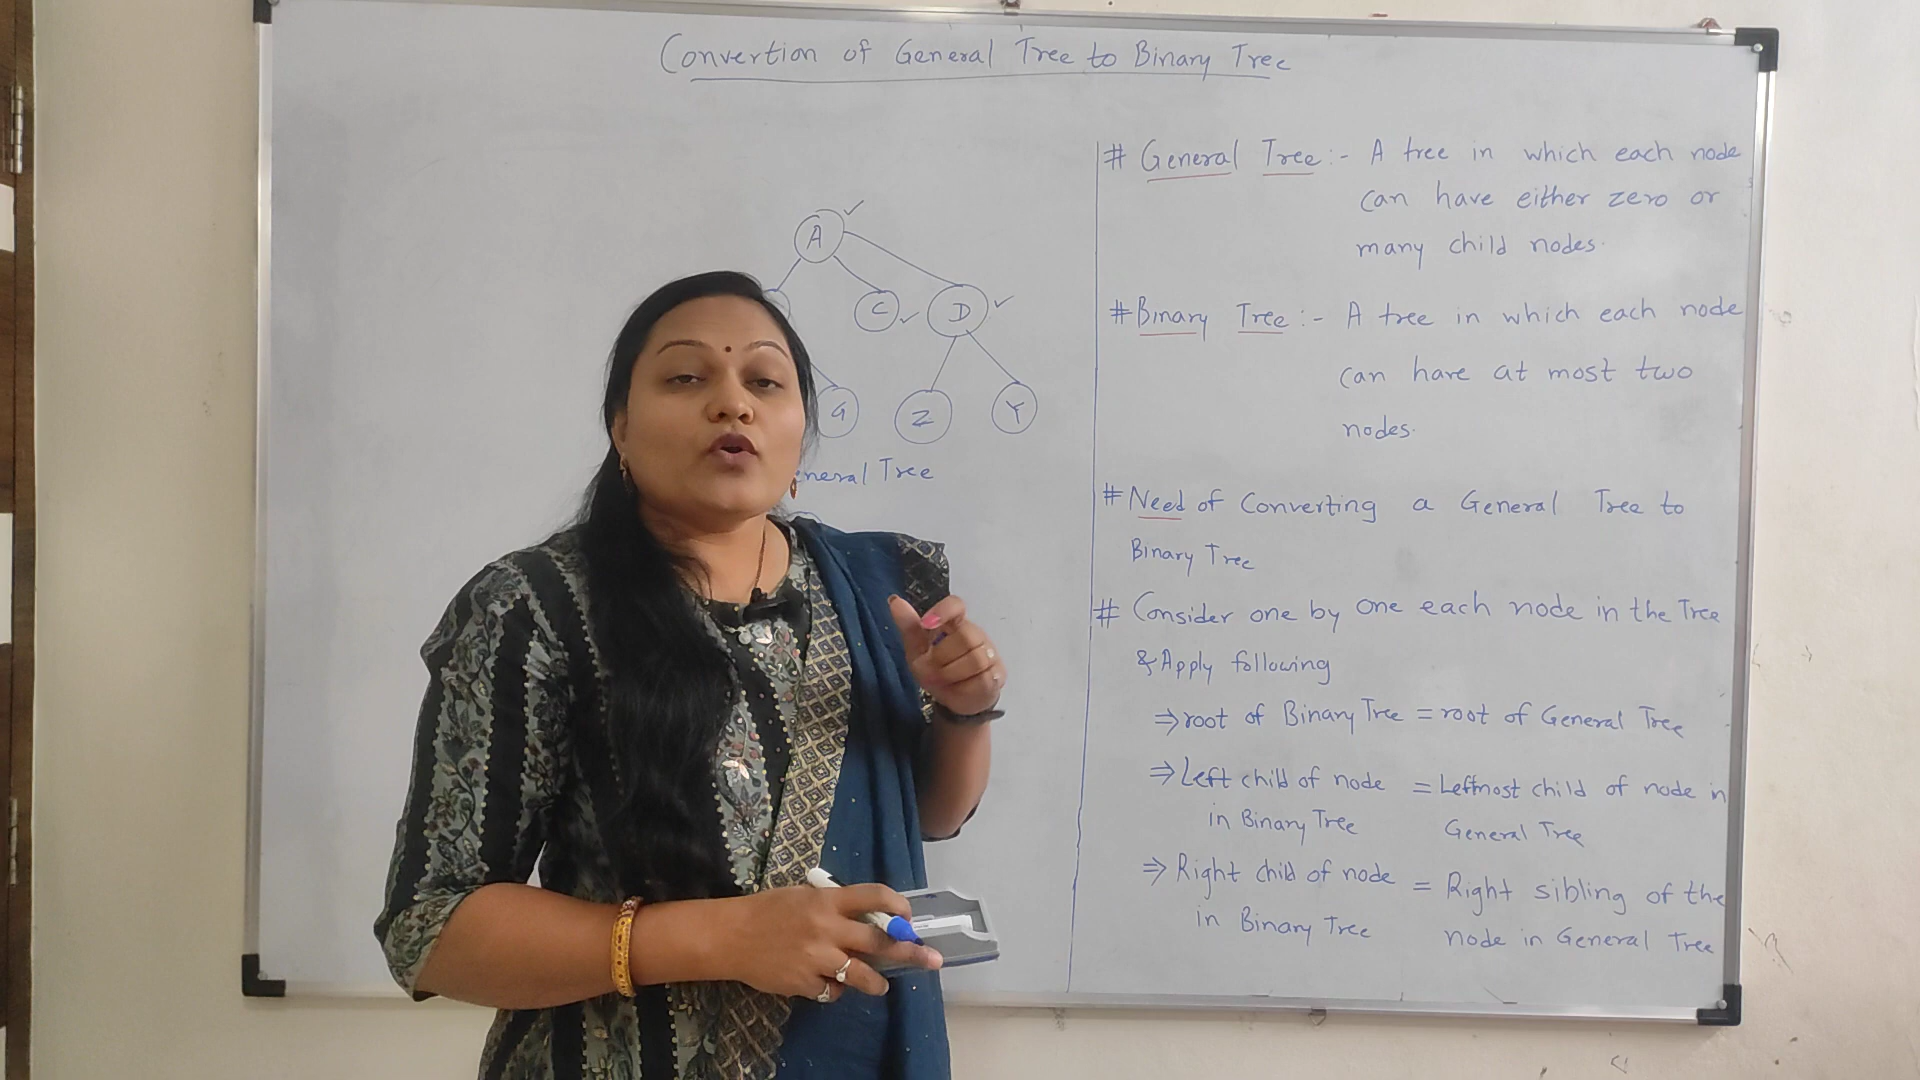 Convertion of General Tree to Binary Tree
A
C
D
G
Z
Y
eneral Tree
# General Tree :- A tree in which each node
can have either zero or
many child nodes.
# Binary Tree :- A tree in which each node
can have at most two
nodes.
# Need of Converting a General Tree to
Binary Tree
# Consider one by one each node in the Tree
& Apply following
⇒ root of Binary Tree = root of General Tree
⇒ Left child of node = Leftmost child of node in
in Binary Tree General Tree
⇒ Right child of node = Right sibling of the
in Binary Tree node in General Tree